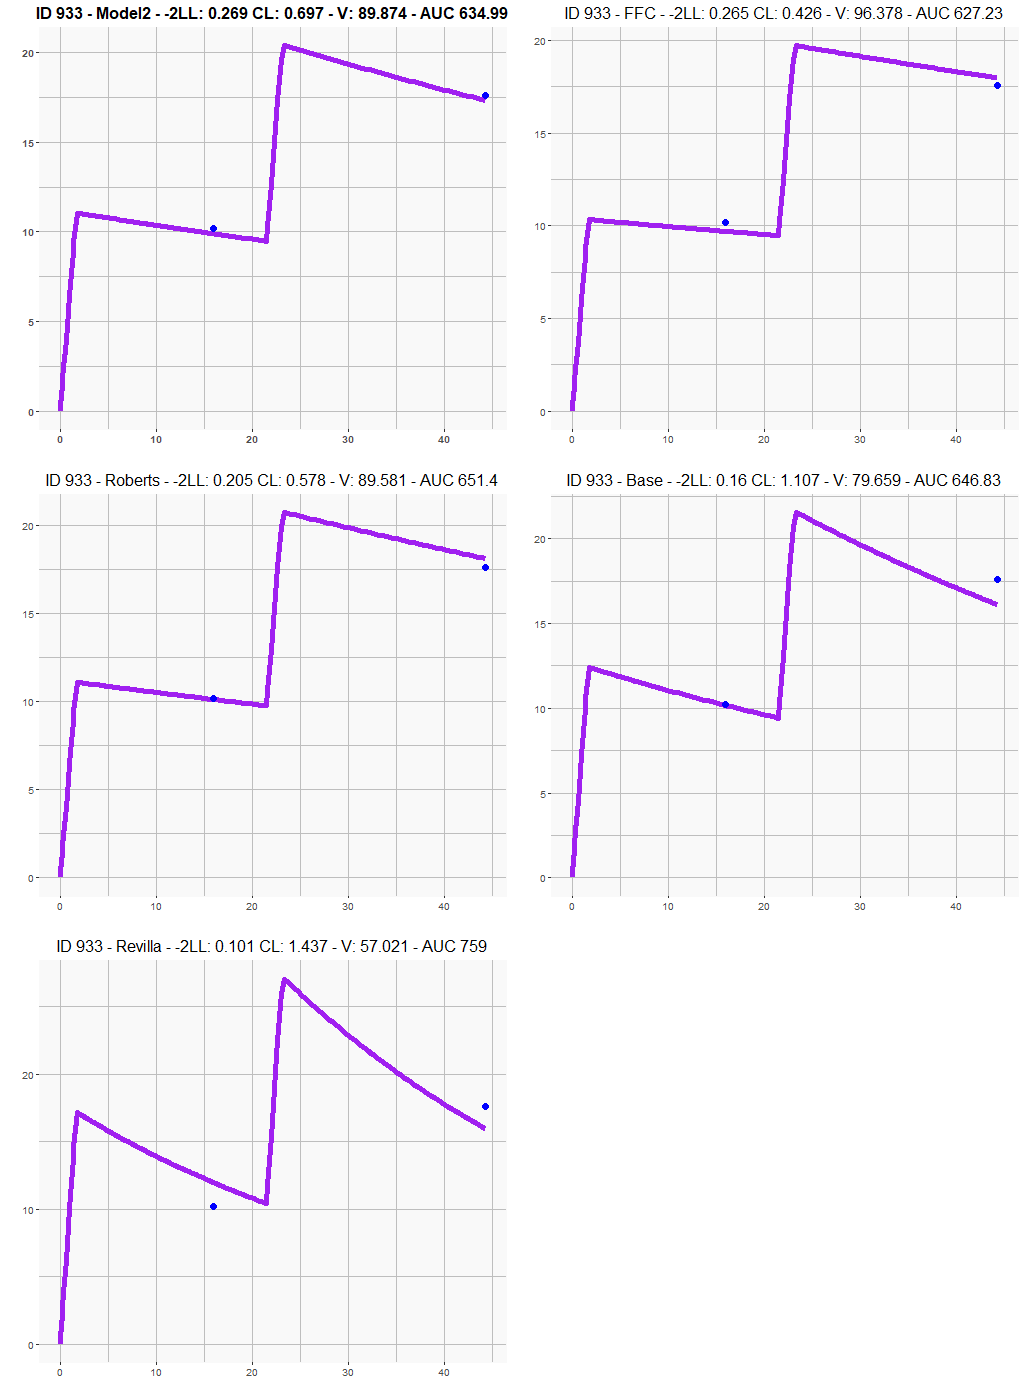 ID 933 - Model2 - -2LL: 0.269 CL: 0.697 - V: 89.874 - AUC 634.99
20
15
10
5
0
0 10 20 30 40
ID 933 - FFC - -2LL: 0.265 CL: 0.426 - V: 96.378 - AUC 627.23
20
15
10
5
0
0 10 20 30 40
ID 933 - Roberts - -2LL: 0.205 CL: 0.578 - V: 89.581 - AUC 651.4
20
15
10
5
0
0 10 20 30 40
ID 933 - Base - -2LL: 0.16 CL: 1.107 - V: 79.659 - AUC 646.83
20
15
10
5
0
0 10 20 30 40
ID 933 - Revilla - -2LL: 0.101 CL: 1.437 - V: 57.021 - AUC 759
20
10
0
0 10 20 30 40